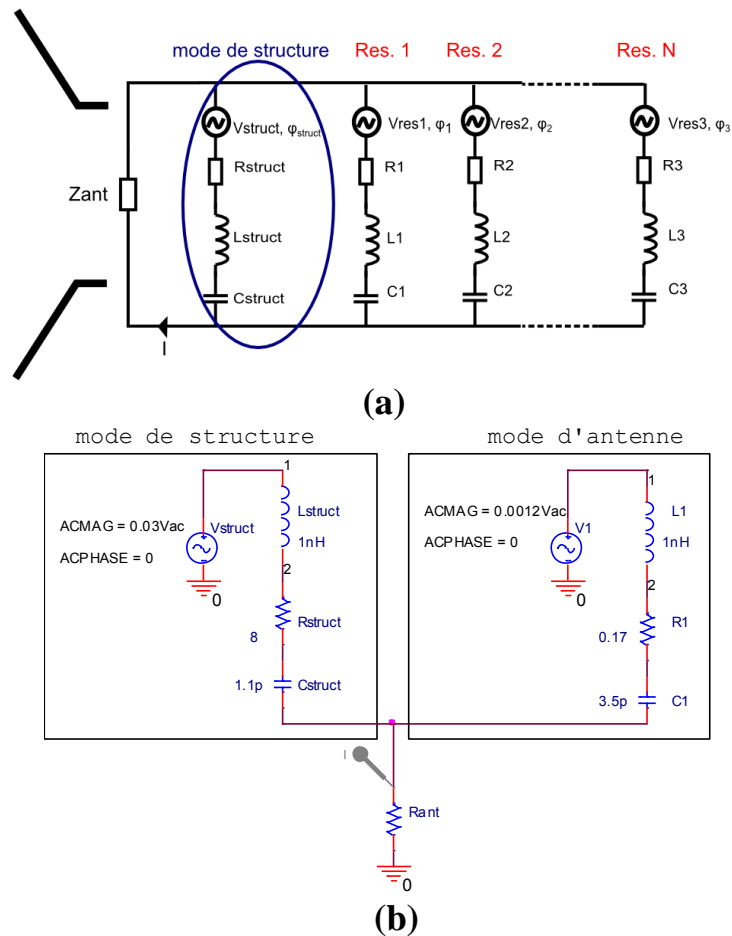 mode de structure Res. 1 Res. 2 Res. N
Vstruct, φstruct Vres1, φ1 Vres2, φ2 Vres3, φ3
Zant Rstruct R1 R2 R3
Lstruct L1 L2 L3
Cstruct C1 C2 C3
I
(a)
mode de structure mode d'antenne
1 1
ACMAG = 0.03Vac Vstruct Lstruct ACMAG = 0.0012Vac V1 L1
ACPHASE = 0 1nH ACPHASE = 0 1nH
2 2
0 0
Rstruct R1
8 0.17
1.1p Cstruct 3.5p C1
I
Rant
0
(b)